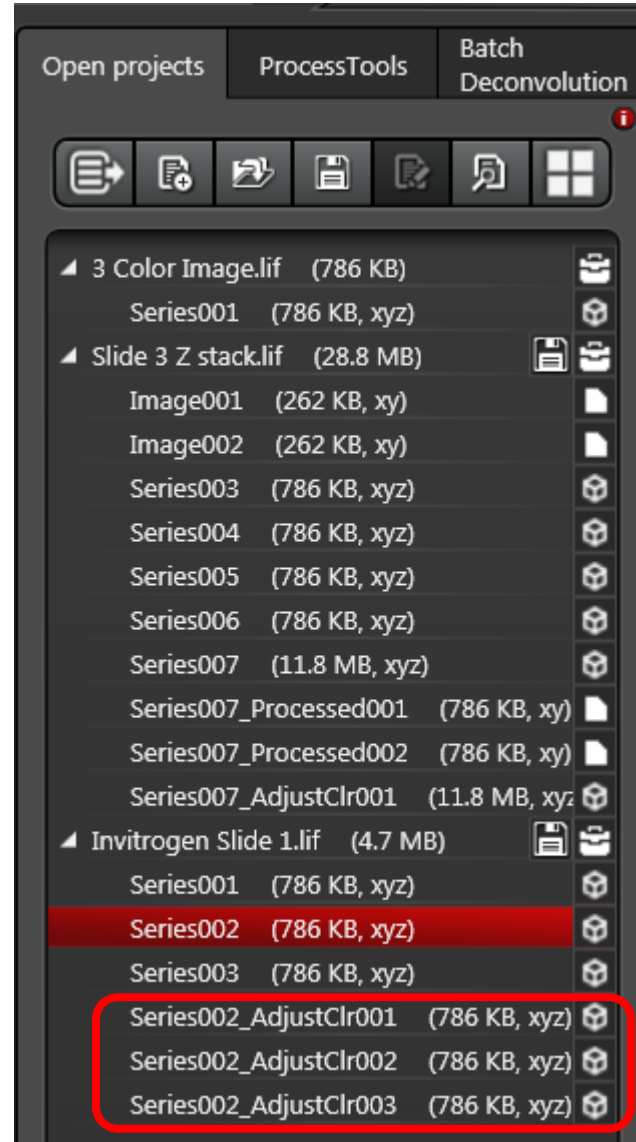 Open projects
ProcessTools
Batch
Deconvolution
i
3 Color Image.lif (786 KB)
Series001 (786 KB, xyz)
Slide 3 Z stack.lif (28.8 MB)
Image001 (262 KB, xy)
Image002 (262 KB, xy)
Series003 (786 KB, xyz)
Series004 (786 KB, xyz)
Series005 (786 KB, xyz)
Series006 (786 KB, xyz)
Series007 (11.8 MB, xyz)
Series007_Processed001 (786 KB, xy)
Series007_Processed002 (786 KB, xy)
Series007_AdjustClr001 (11.8 MB, xyz
Invitrogen Slide 1.lif (4.7 MB)
Series001 (786 KB, xyz)
Series002 (786 KB, xyz)
Series003 (786 KB, xyz)
Series002_AdjustClr001 (786 KB, xyz)
Series002_AdjustClr002 (786 KB, xyz)
Series002_AdjustClr003 (786 KB, xyz)